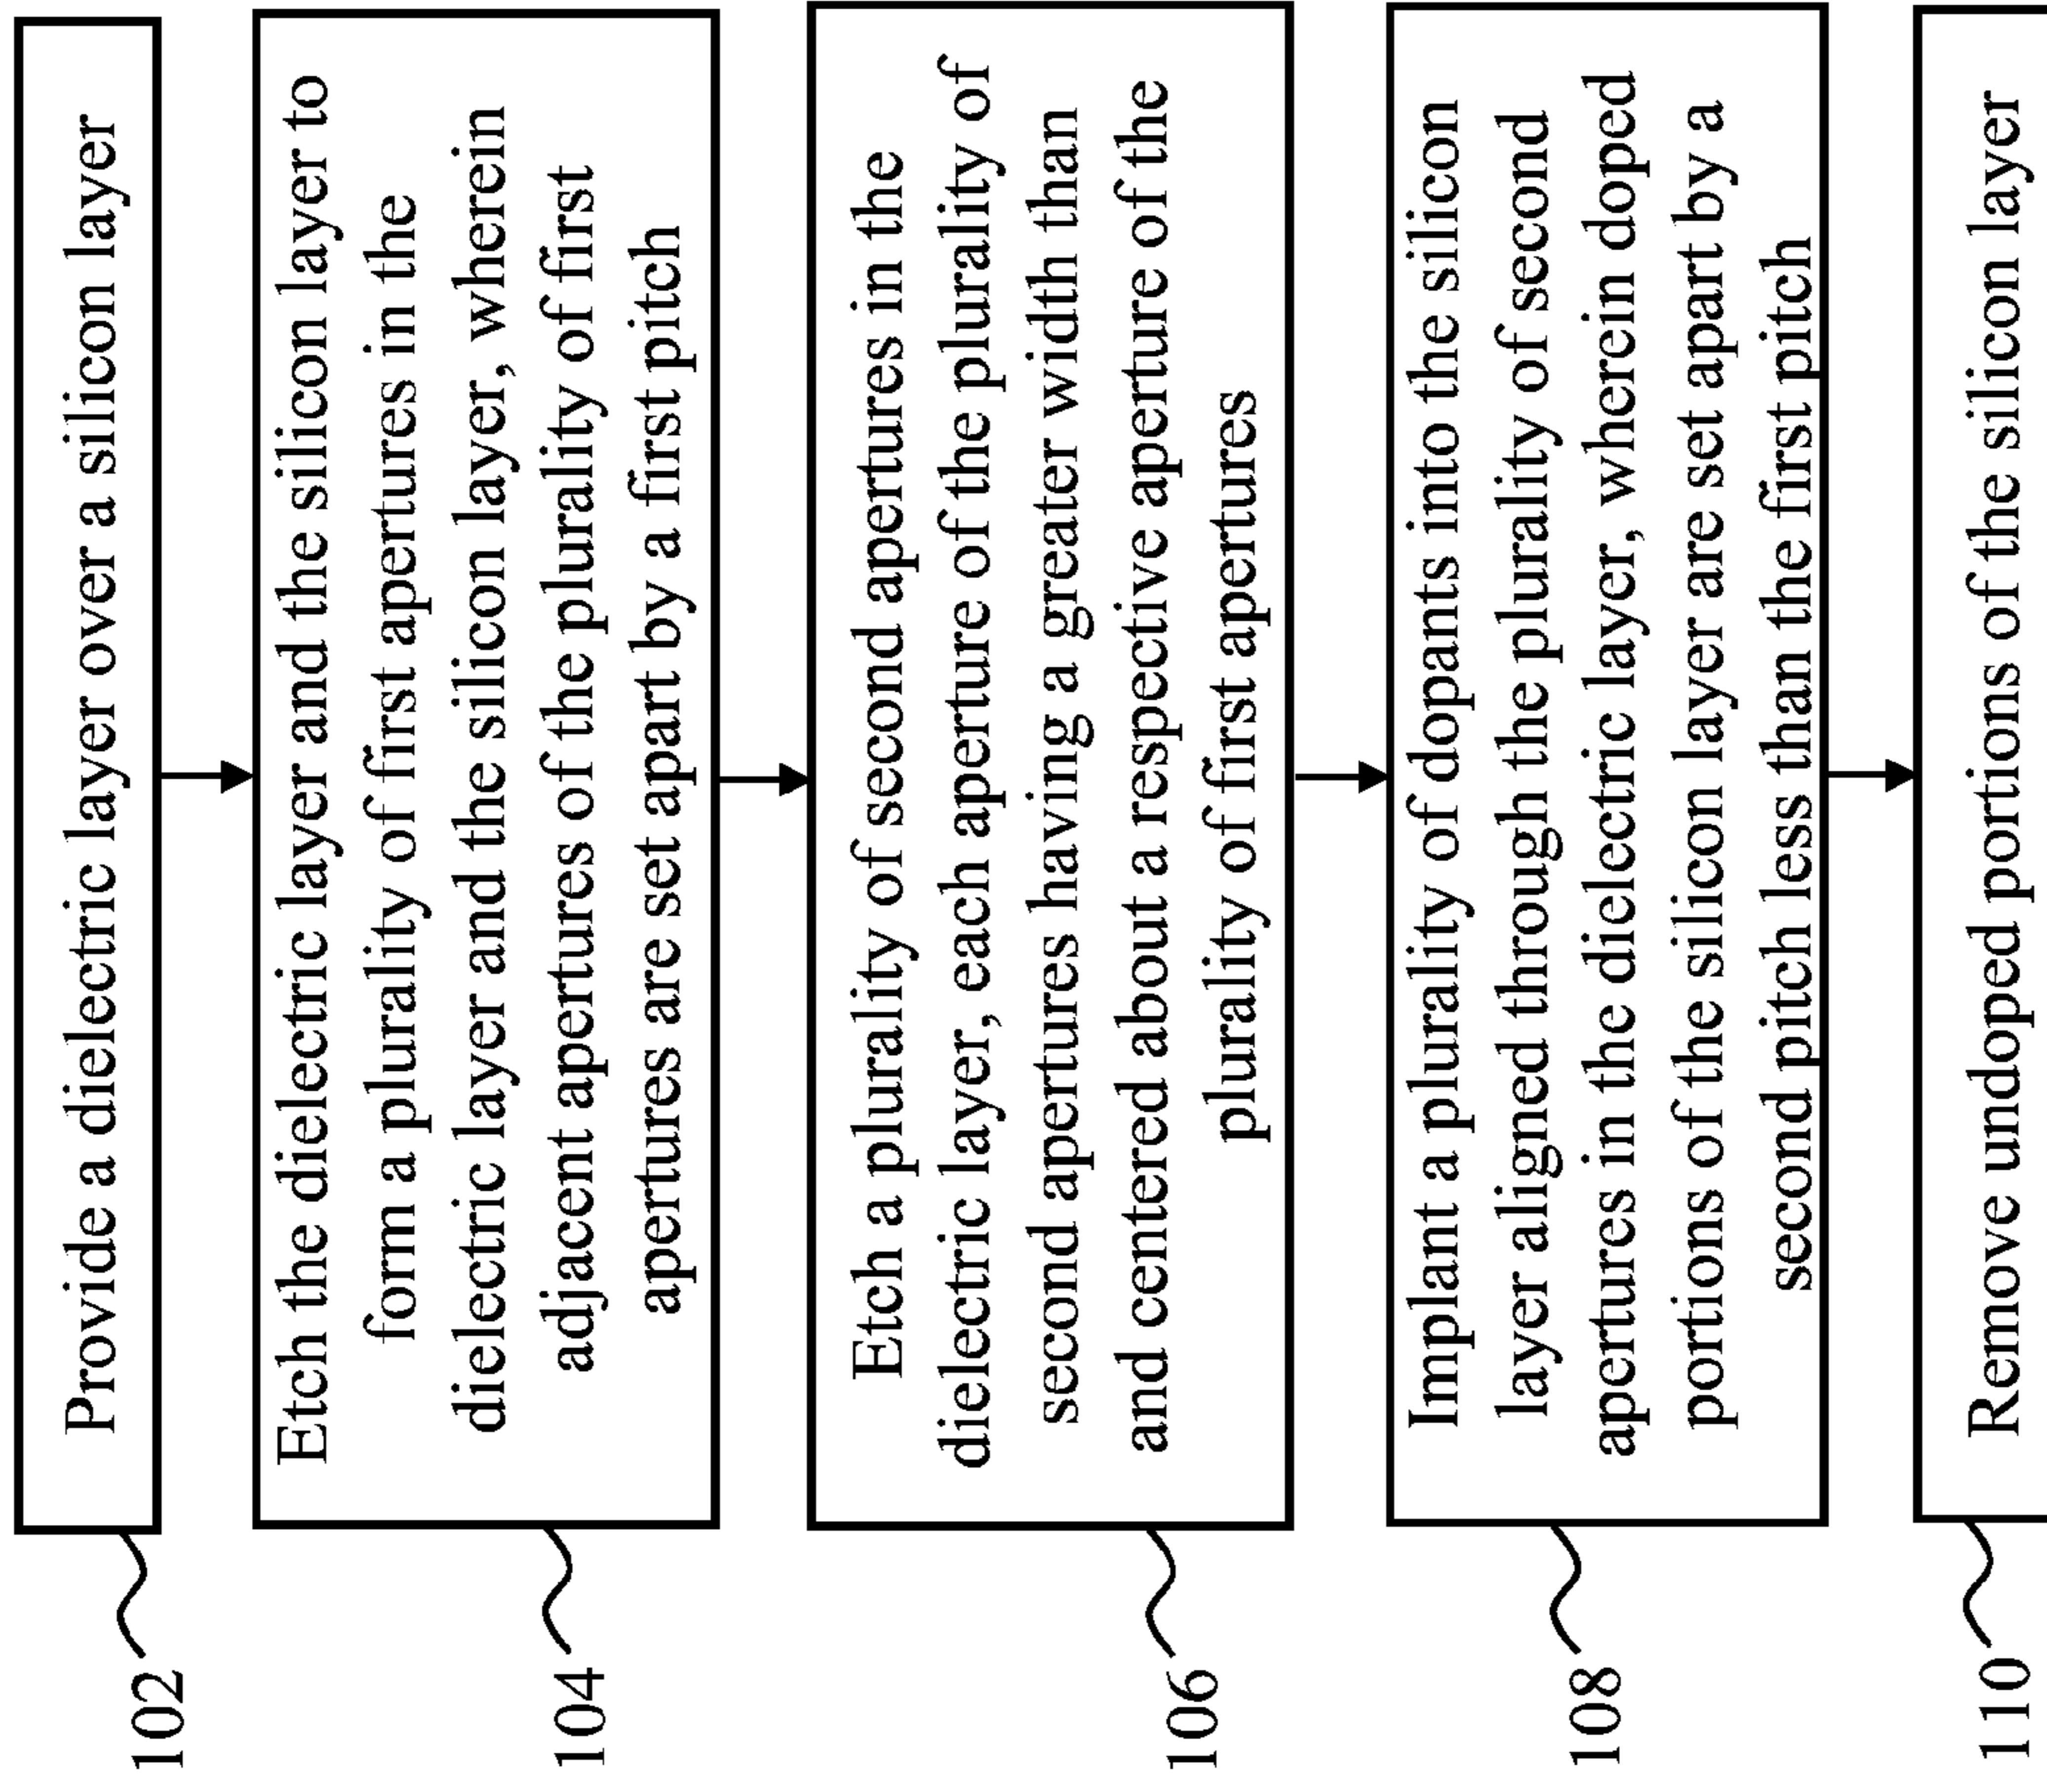 102
Provide a dielectric layer over a silicon layer
104
Etch the dielectric layer and the silicon layer to
form a plurality of first apertures in the
dielectric layer and the silicon layer, wherein
adjacent apertures of the plurality of first
apertures are set apart by a first pitch
106
Etch a plurality of second apertures in the
dielectric layer, each aperture of the plurality of
second apertures having a greater width than
and centered about a respective aperture of the
plurality of first apertures
108
Implant a plurality of dopants into the silicon
layer aligned through the plurality of second
apertures in the dielectric layer, wherein doped
portions of the silicon layer are set apart by a
second pitch less than the first pitch
110
Remove undoped portions of the silicon layer